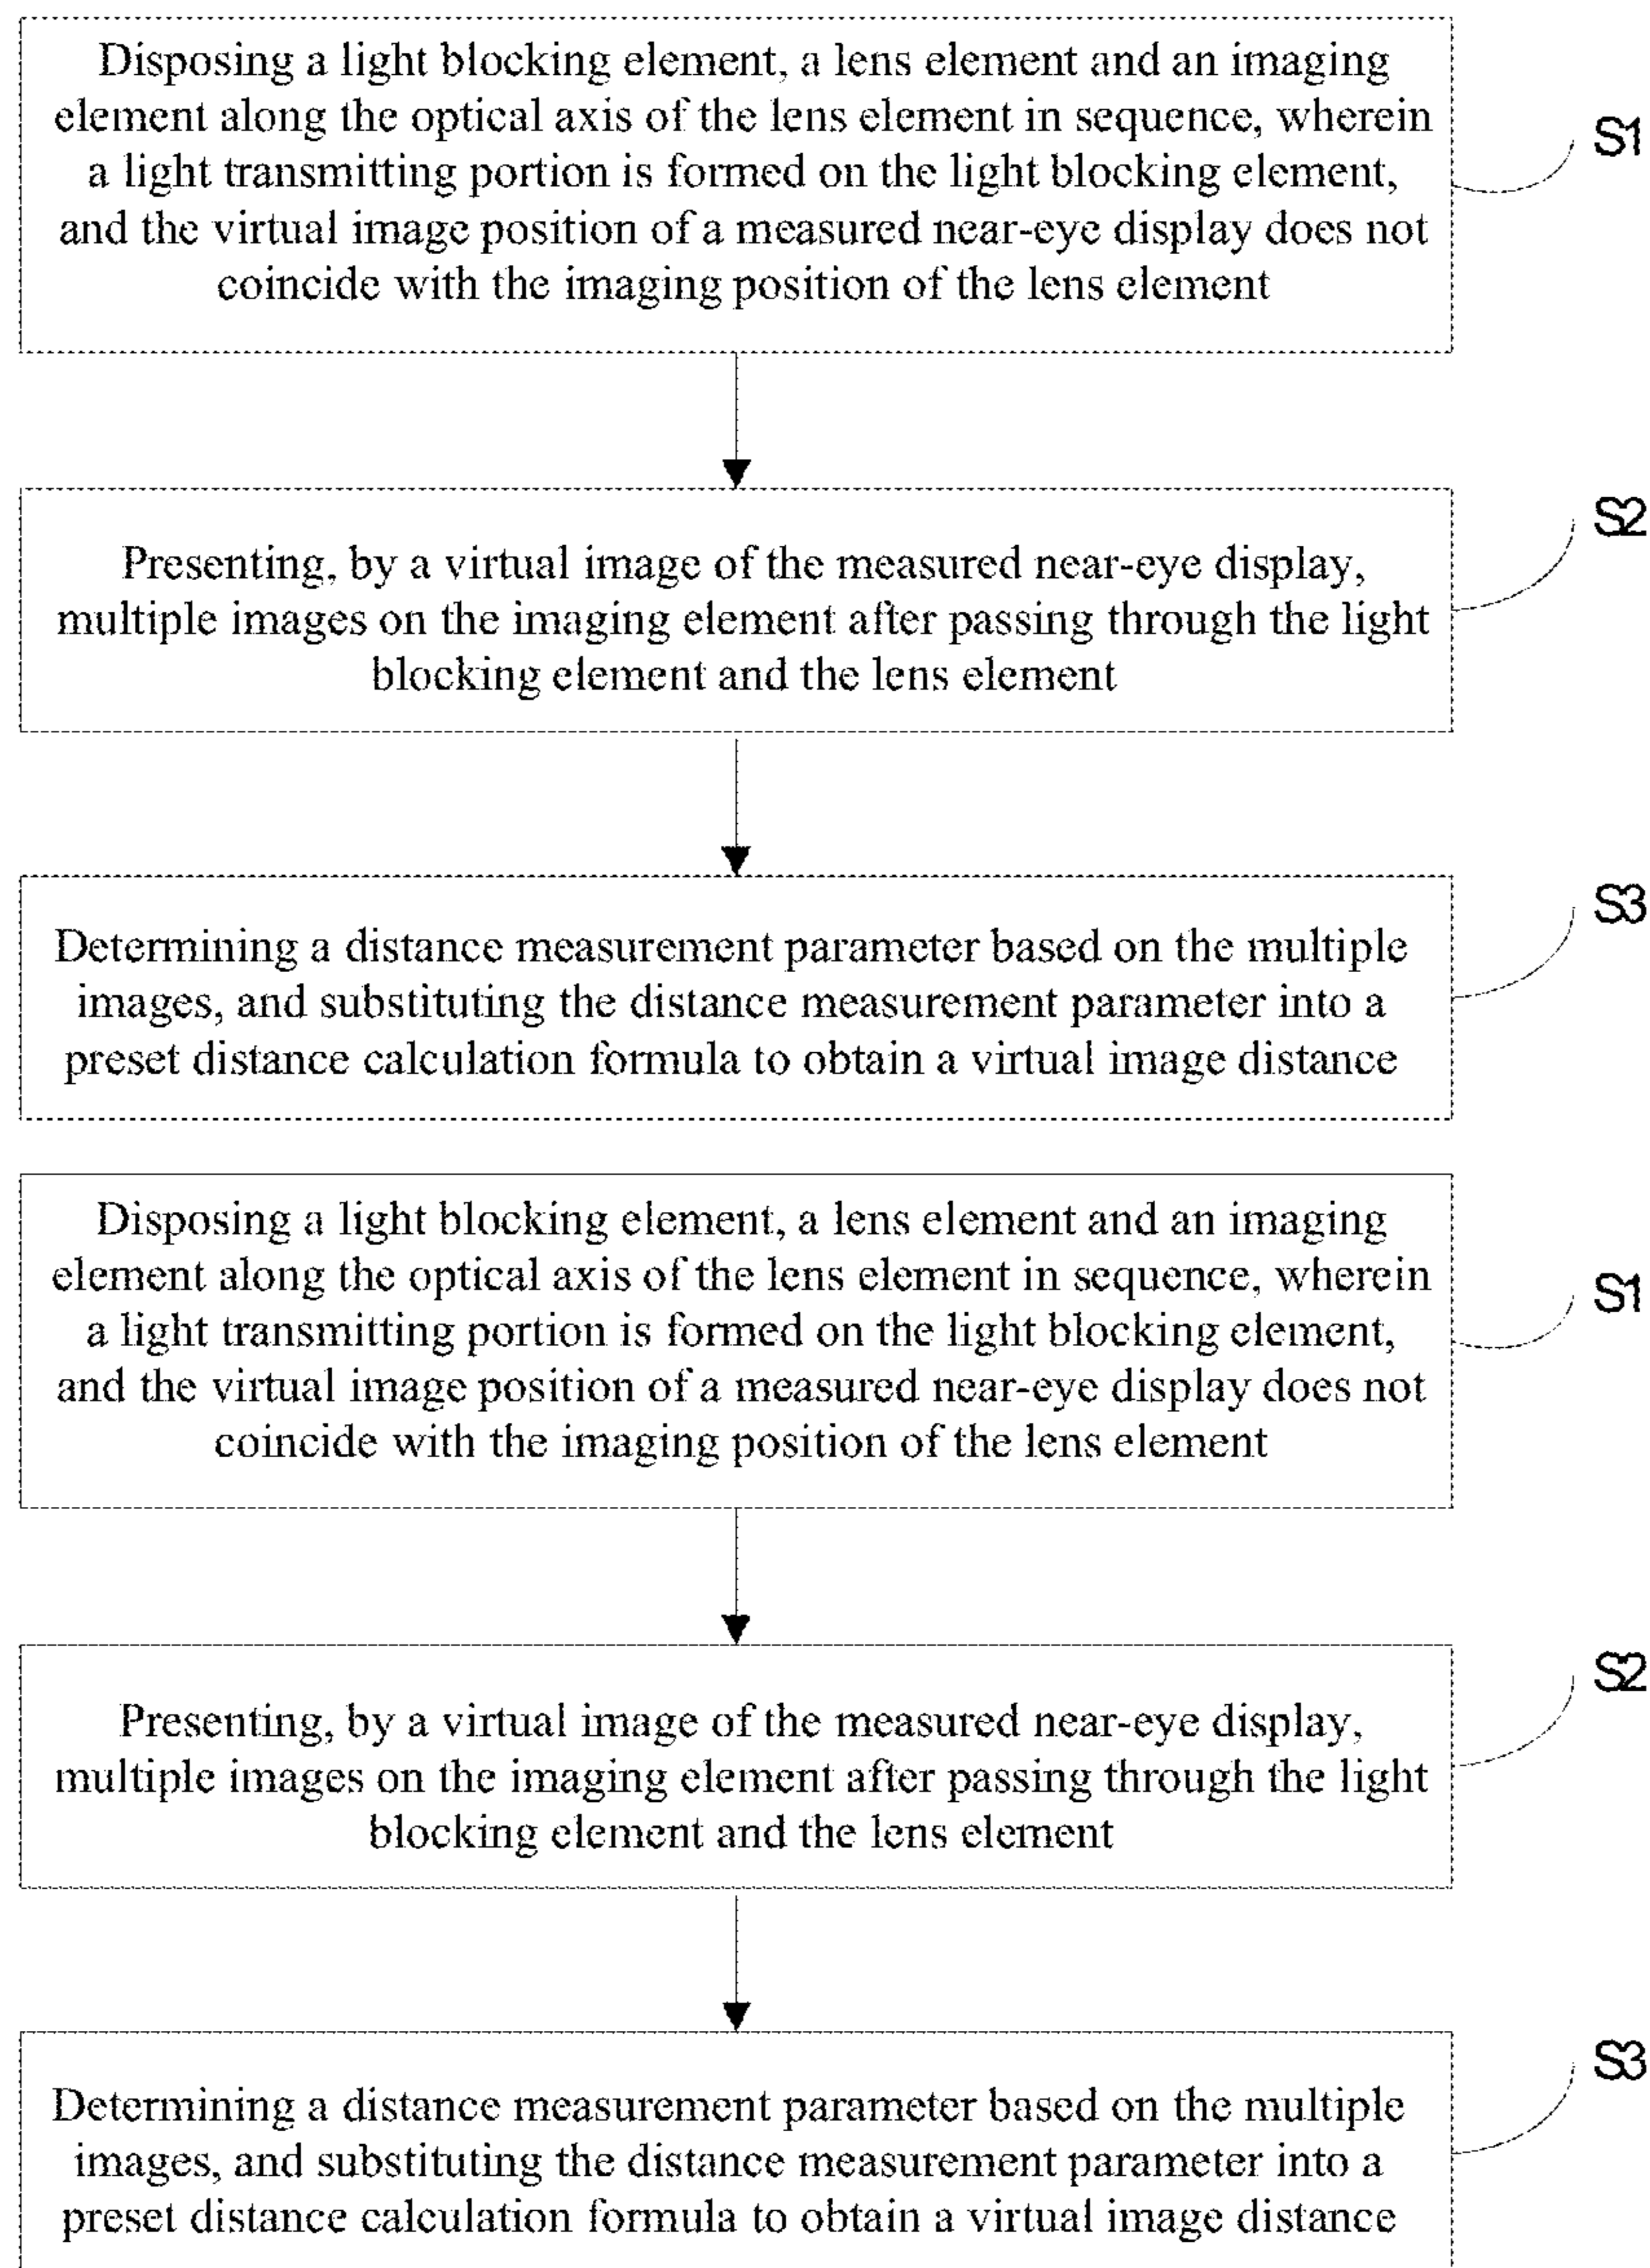 Disposing a light blocking element, a lens element and an imaging
element along the optical axis of the lens element in sequence, wherein
a light transmitting portion is formed on the light blocking element,
and the virtual image position of a measured near-eye display does not
coincide with the imaging position of the lens element
S1
Presenting, by a virtual image of the measured near-eye display,
multiple images on the imaging element after passing through the light
blocking element and the lens element
S2
Determining a distance measurement parameter based on the multiple
images, and substituting the distance measurement parameter into a
preset distance calculation formula to obtain a virtual image distance
S3
Disposing a light blocking element, a lens element and an imaging
element along the optical axis of the lens element in sequence, wherein
a light transmitting portion is formed on the light blocking element,
and the virtual image position of a measured near-eye display does not
coincide with the imaging position of the lens element
S1
Presenting, by a virtual image of the measured near-eye display,
multiple images on the imaging element after passing through the light
blocking element and the lens element
S2
Determining a distance measurement parameter based on the multiple
images, and substituting the distance measurement parameter into a
preset distance calculation formula to obtain a virtual image distance
S3